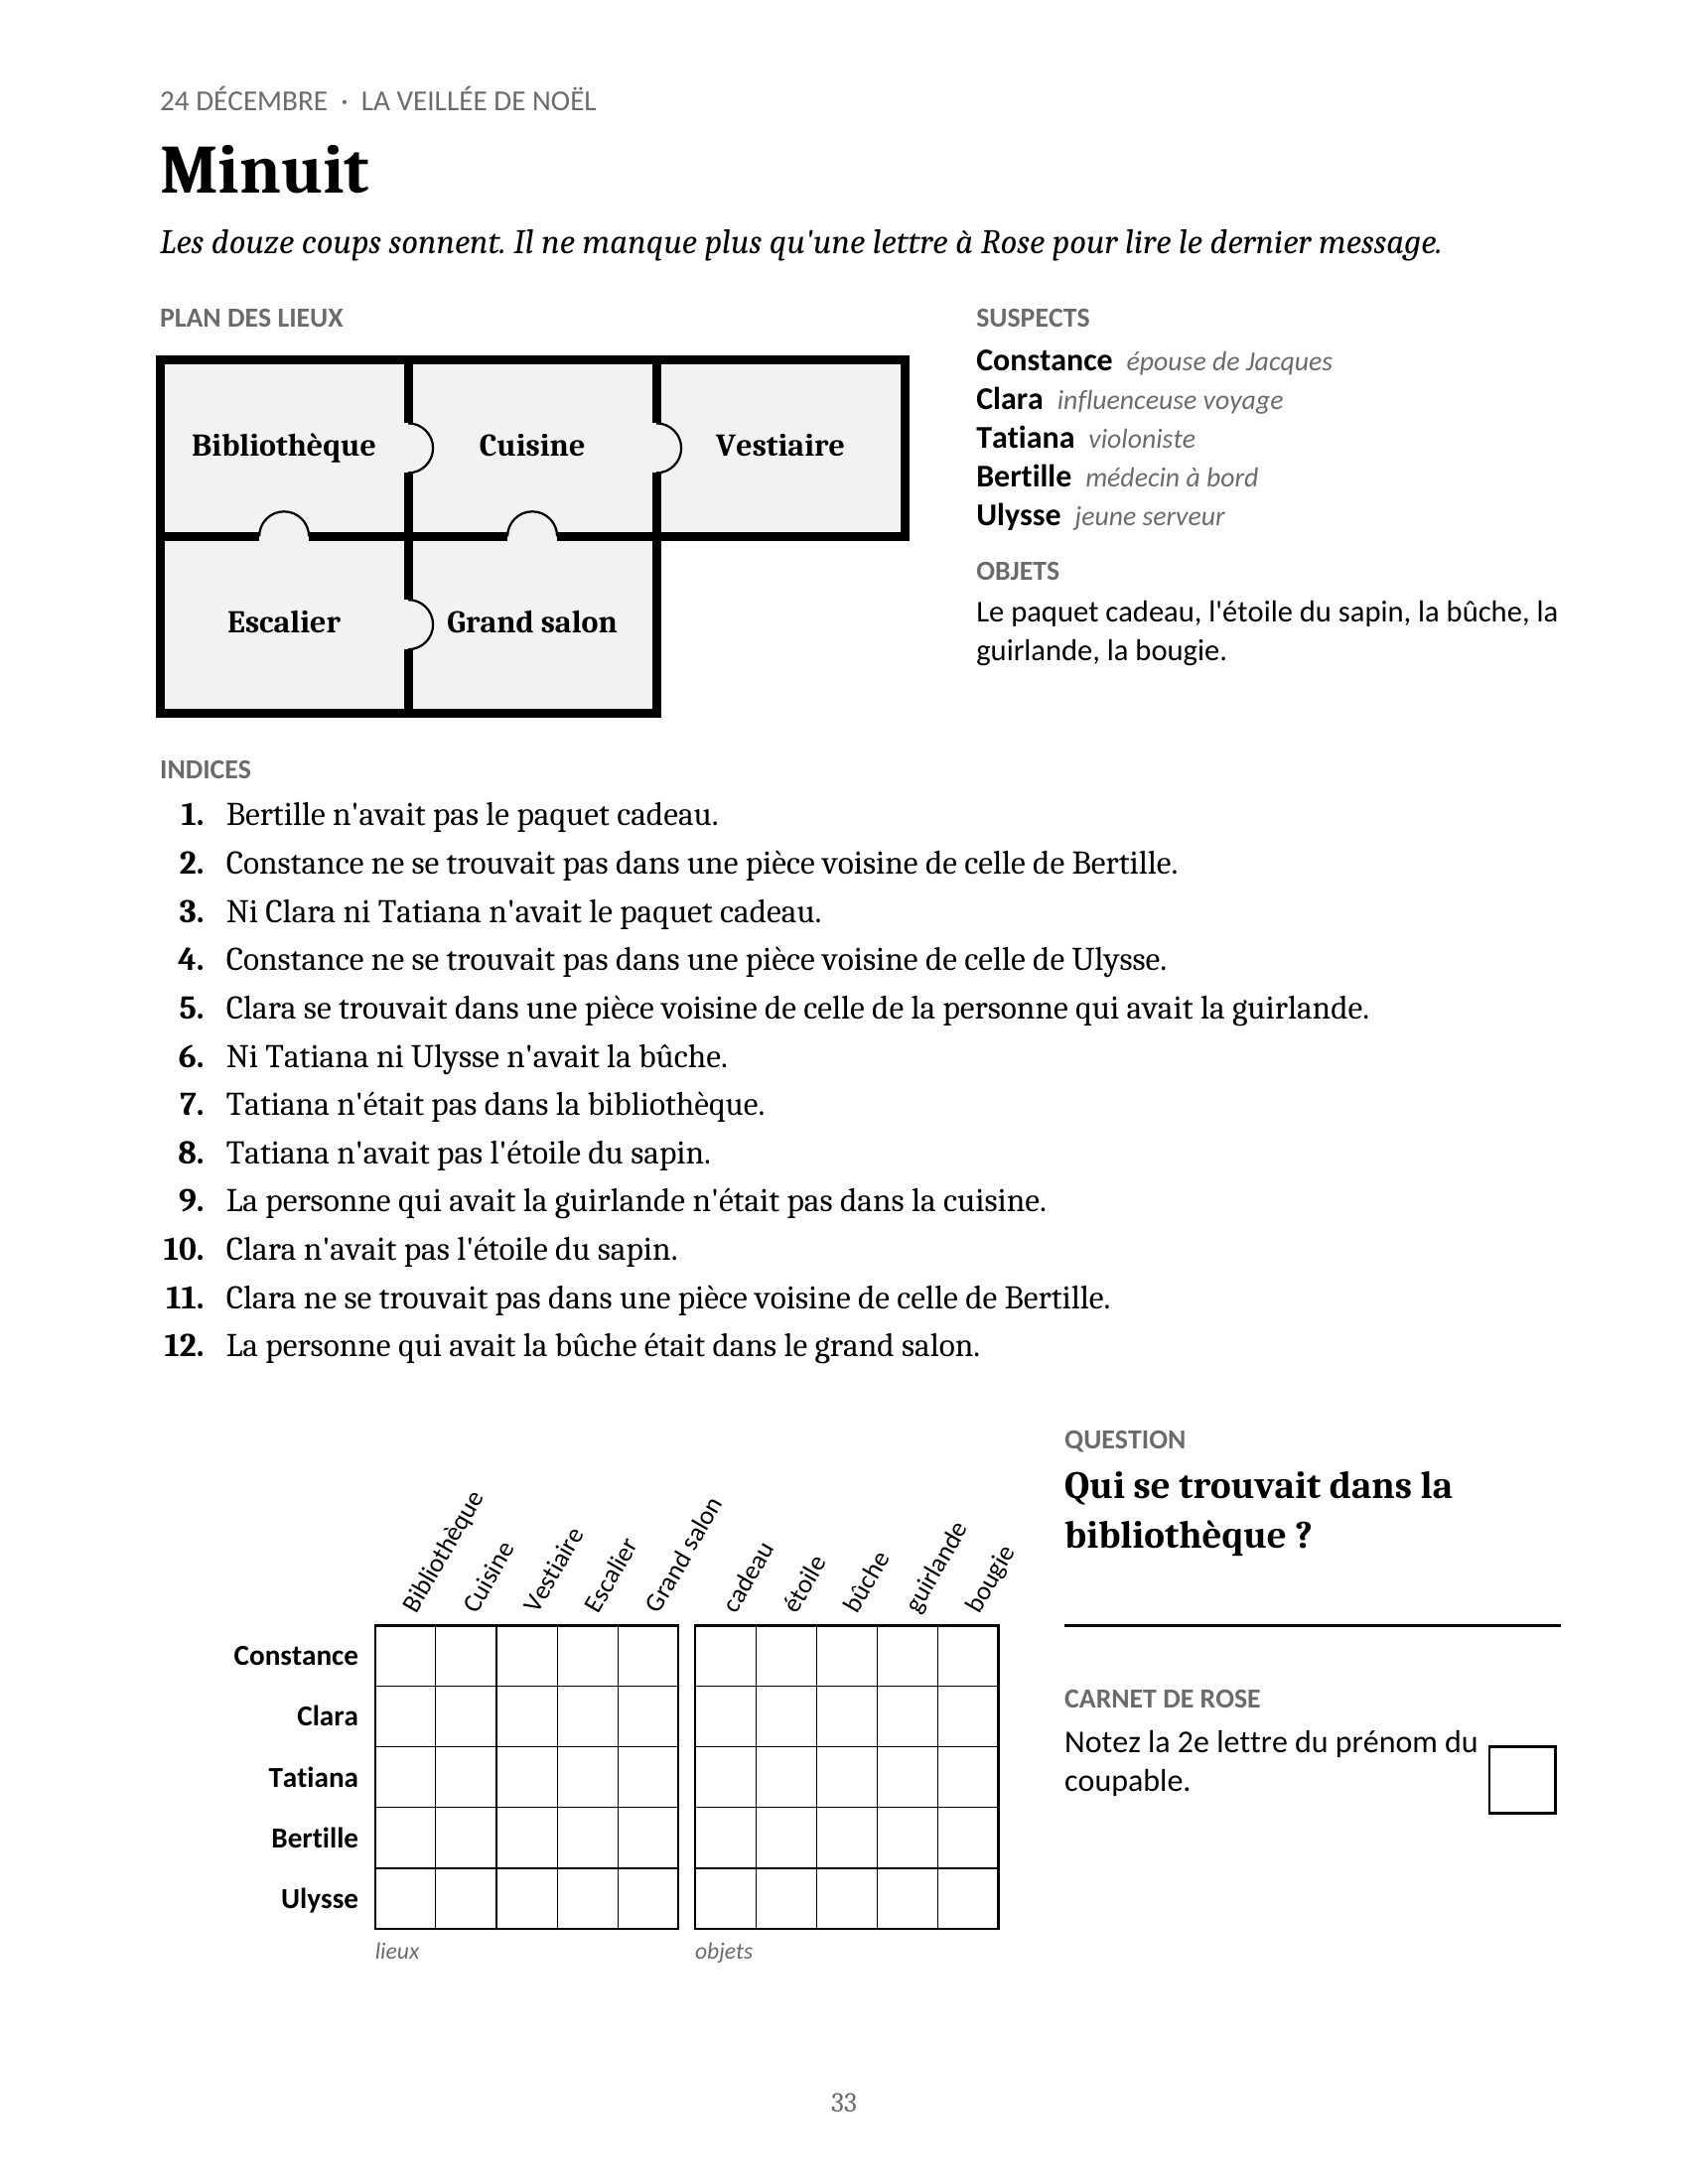 24 DÉCEMBRE · LA VEILLÉE DE NOËL
Minuit
Les douze coups sonnent. Il ne manque plus qu'une lettre à Rose pour lire le dernier message.
PLAN DES LIEUX
Bibliothèque
Cuisine
Vestiaire
Escalier
Grand salon
SUSPECTS
Constance épouse de Jacques
Clara influenceuse voyage
Tatiana violoniste
Bertille médecin à bord
Ulysse jeune serveur
OBJETS
Le paquet cadeau, l'étoile du sapin, la bûche, la
guirlande, la bougie.
INDICES
1. Bertille n'avait pas le paquet cadeau.
2. Constance ne se trouvait pas dans une pièce voisine de celle de Bertille.
3. Ni Clara ni Tatiana n'avait le paquet cadeau.
4. Constance ne se trouvait pas dans une pièce voisine de celle de Ulysse.
5. Clara se trouvait dans une pièce voisine de celle de la personne qui avait la guirlande.
6. Ni Tatiana ni Ulysse n'avait la bûche.
7. Tatiana n'était pas dans la bibliothèque.
8. Tatiana n'avait pas l'étoile du sapin.
9. La personne qui avait la guirlande n'était pas dans la cuisine.
10. Clara n'avait pas l'étoile du sapin.
11. Clara ne se trouvait pas dans une pièce voisine de celle de Bertille.
12. La personne qui avait la bûche était dans le grand salon.
Bibliothèque
Cuisine
Vestiaire
Escalier
Grand salon
cadeau
étoile
bûche
guirlande
bougie
Constance
Clara
Tatiana
Bertille
Ulysse
lieux
objets
QUESTION
Qui se trouvait dans la
bibliothèque ?
CARNET DE ROSE
Notez la 2e lettre du prénom du
coupable.
33